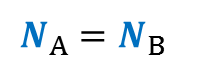 N_A = N_B